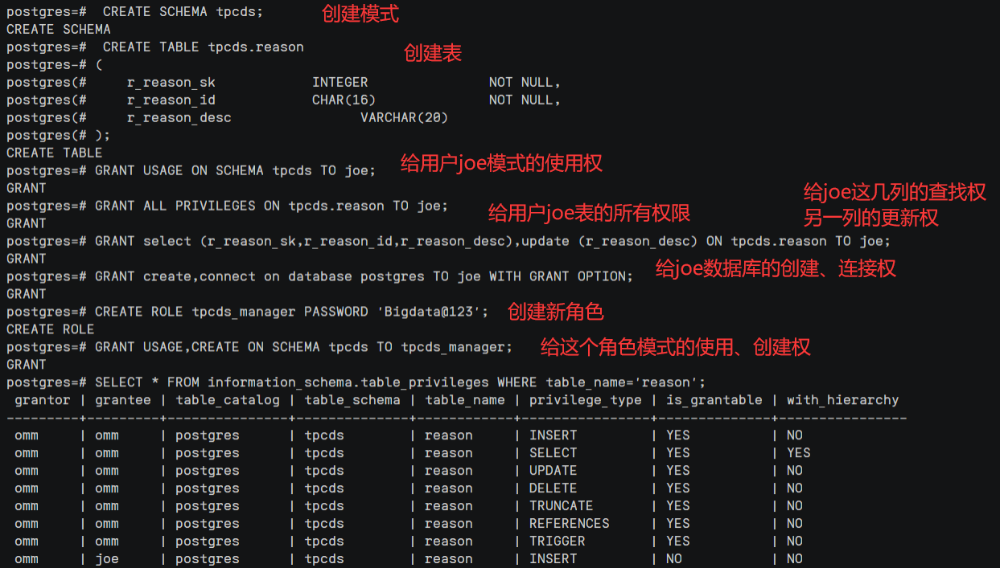 postgres=#  CREATE SCHEMA tpcds; 创建模式
CREATE SCHEMA
postgres=#  CREATE TABLE tpcds.reason 创建表
postgres-# (
postgres(#     r_reason_sk            INTEGER               NOT NULL,
postgres(#     r_reason_id            CHAR(16)              NOT NULL,
postgres(#     r_reason_desc                VARCHAR(20)
postgres(# );
CREATE TABLE
postgres=# GRANT USAGE ON SCHEMA tpcds TO joe; 给用户joe模式的使用权
GRANT
postgres=# GRANT ALL PRIVILEGES ON tpcds.reason TO joe; 给用户joe表的所有权限
GRANT
给joe这几列的查找权
另一列的更新权
postgres=# GRANT select (r_reason_sk,r_reason_id,r_reason_desc),update (r_reason_desc) ON tpcds.reason TO joe;
GRANT
postgres=# GRANT create,connect on database postgres TO joe WITH GRANT OPTION; 给joe数据库的创建、连接权
GRANT
postgres=# CREATE ROLE tpcds_manager PASSWORD 'Bigdata@123'; 创建新角色
CREATE ROLE
postgres=# GRANT USAGE,CREATE ON SCHEMA tpcds TO tpcds_manager; 给这个角色模式的使用、创建权
GRANT
postgres=# SELECT * FROM information_schema.table_privileges WHERE table_name='reason';
 grantor | grantee | table_catalog | table_schema | table_name | privilege_type | is_grantable | with_hierarchy
---------+---------+---------------+--------------+------------+----------------+--------------+----------------
 omm     | omm     | postgres      | tpcds        | reason     | INSERT         | YES          | NO
 omm     | omm     | postgres      | tpcds        | reason     | SELECT         | YES          | YES
 omm     | omm     | postgres      | tpcds        | reason     | UPDATE         | YES          | NO
 omm     | omm     | postgres      | tpcds        | reason     | DELETE         | YES          | NO
 omm     | omm     | postgres      | tpcds        | reason     | TRUNCATE       | YES          | NO
 omm     | omm     | postgres      | tpcds        | reason     | REFERENCES     | YES          | NO
 omm     | omm     | postgres      | tpcds        | reason     | TRIGGER        | YES          | NO
 omm     | joe     | postgres      | tpcds        | reason     | INSERT         | NO           | NO